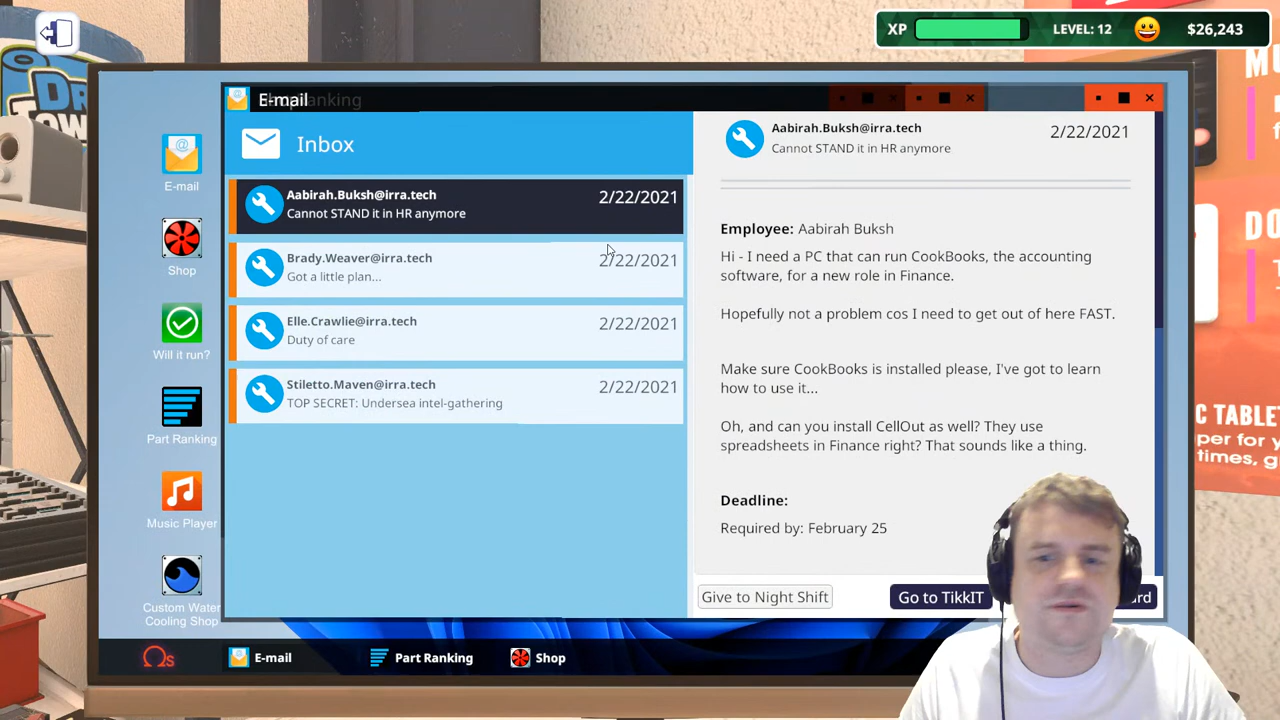 XP
LEVEL: 12
$26,243
E-mail
Inbox
Aabirah.Buksh@irra.tech
Cannot STAND it in HR anymore
2/22/2021
Brady.Weaver@irra.tech
Got a little plan...
2/22/2021
Elle.Crawlie@irra.tech
Duty of care
2/22/2021
Stiletto.Maven@irra.tech
TOP SECRET: Undersea intel-gathering
2/22/2021
Aabirah.Buksh@irra.tech
Cannot STAND it in HR anymore
2/22/2021
Employee: Aabirah Buksh
Hi - I need a PC that can run CookBooks, the accounting
software, for a new role in Finance.
Hopefully not a problem cos I need to get out of here FAST.
Make sure CookBooks is installed please, I've got to learn
how to use it...
Oh, and can you install CellOut as well? They use
spreadsheets in Finance right? That sounds like a thing.
Deadline:
Required by: February 25
Give to Night Shift
Go to TikkIT
E-mail
Shop
Will it run?
Part Ranking
Music Player
Custom Water
Cooling Shop
Ωs
E-mail
Part Ranking
Shop